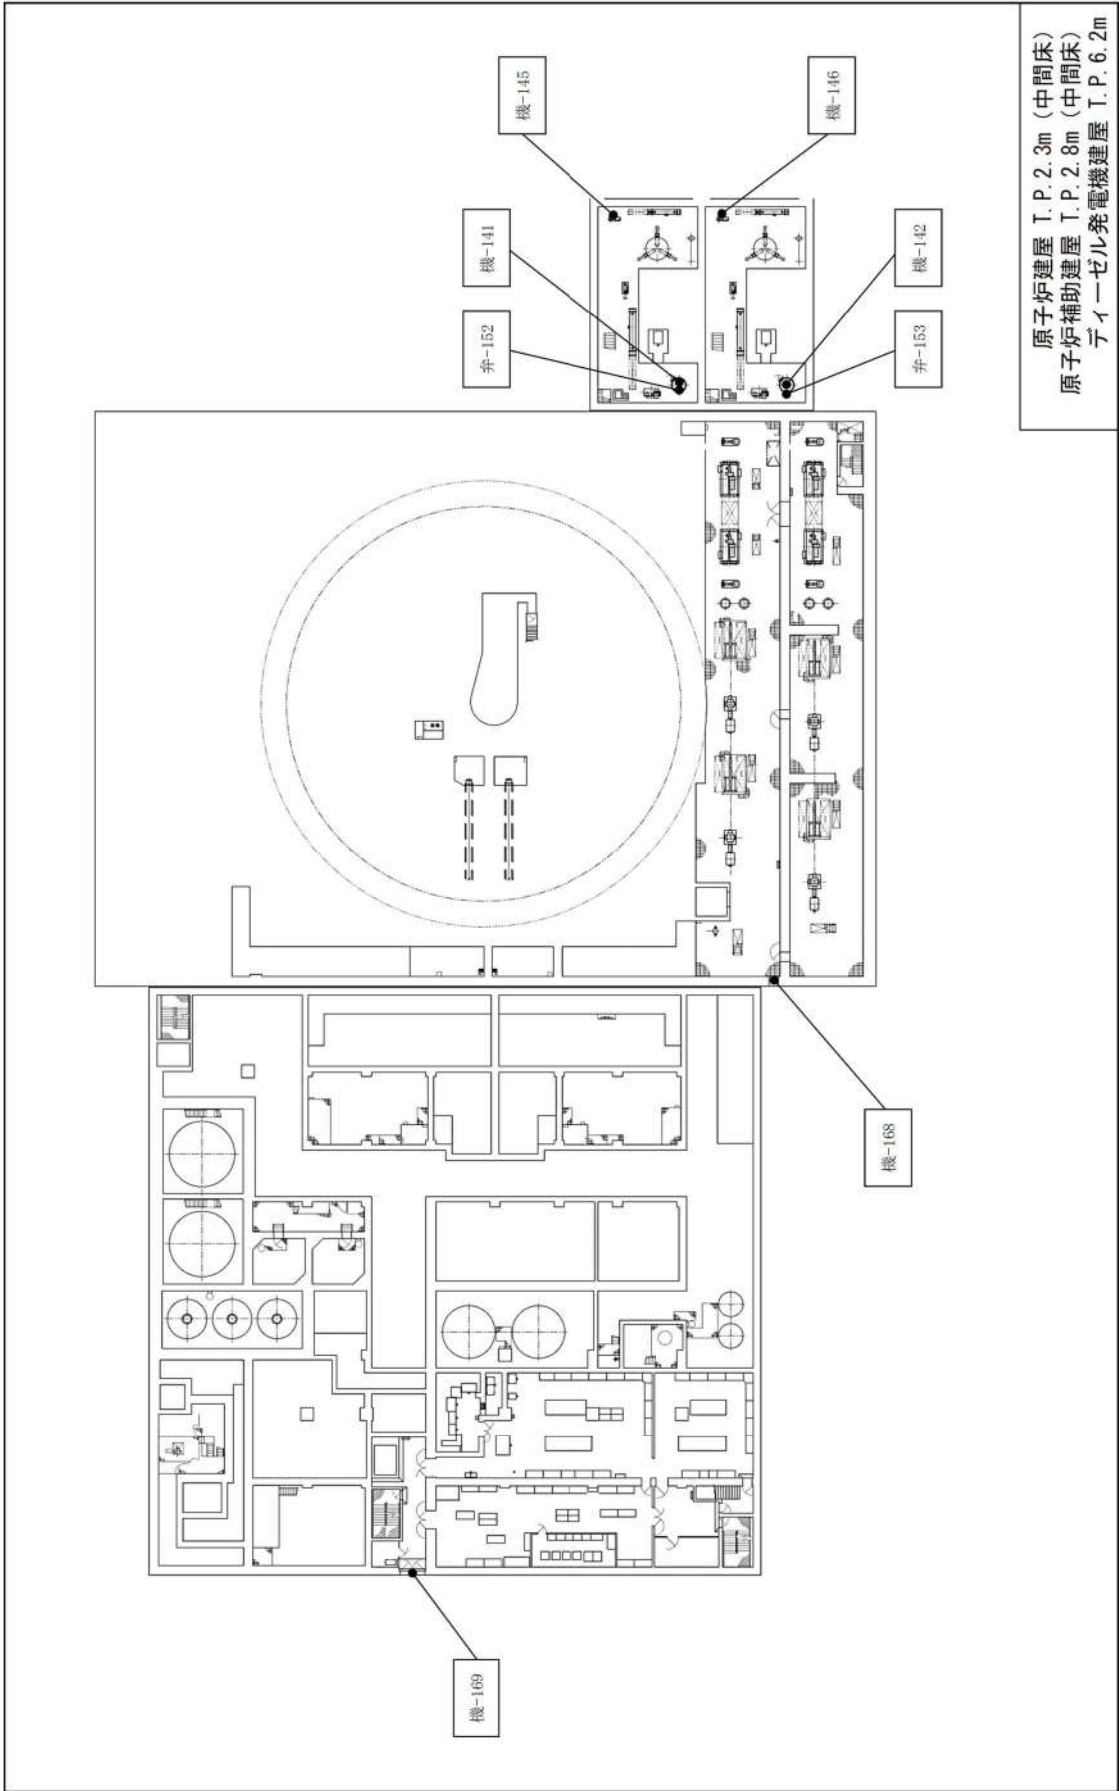 機-145
機-146
機-141
機-142
弁-152
弁-153
機-168
機-169
原子炉建屋 T.P.2.3m（中間床）
原子炉補助建屋 T.P.2.8m（中間床）
ディーゼル発電機建屋 T.P.6.2m